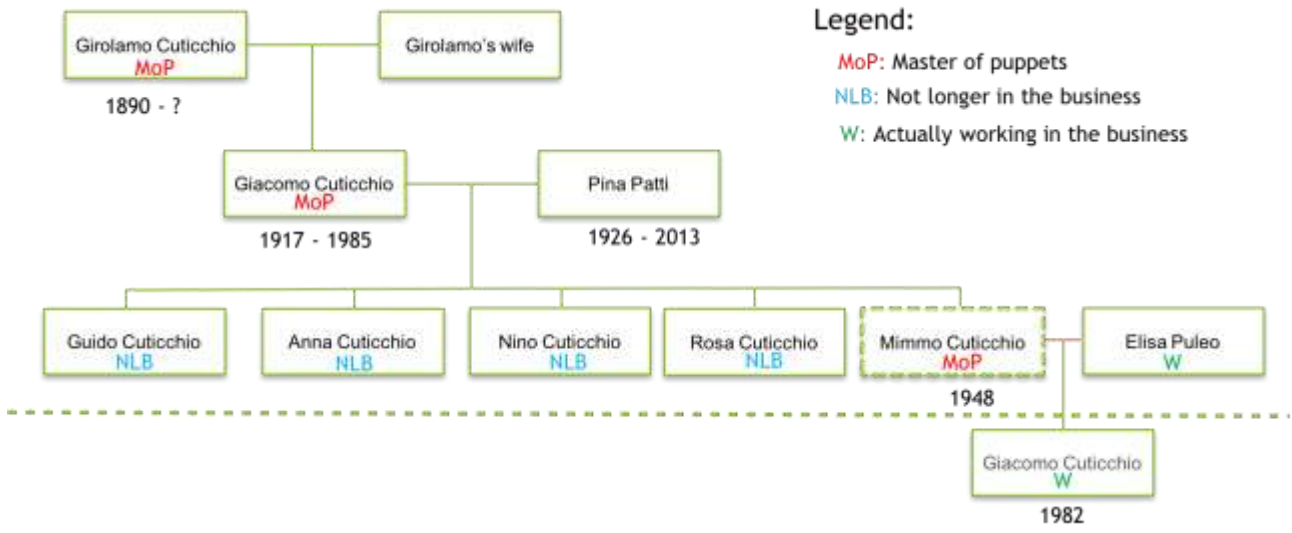 Legend:
MoP: Master of puppets
NLB: Not longer in the business
W: Actually working in the business
Girolamo Cuticchio
MoP
1890 - ?
Girolamo's wife
Giacomo Cuticchio
MoP
1917 - 1985
Pina Patti
1926 - 2013
Guido Cuticchio
NLB
Anna Cuticchio
NLB
Nino Cuticchio
NLB
Rosa Cuticchio
NLB
Mimmo Cuticchio
MoP
1948
Elisa Puleo
W
Giacomo Cuticchio
W
1982